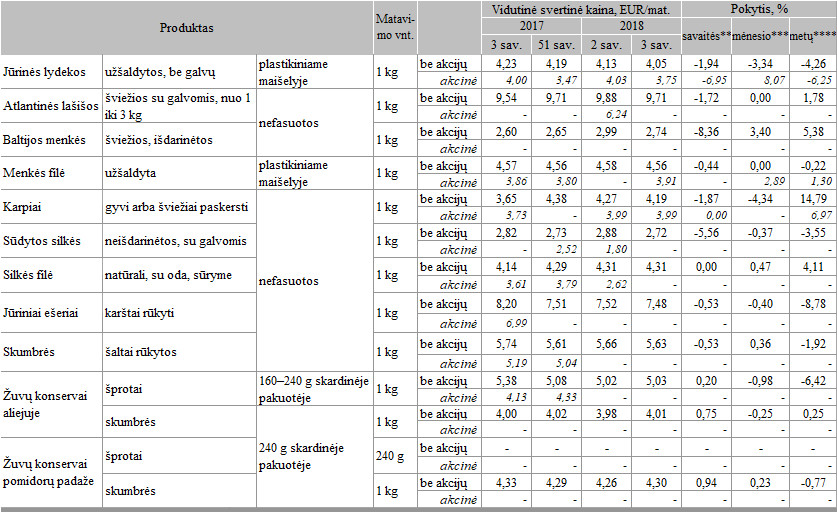 Produktas Matavi-mo vnt. Vidutinė svertinė kaina, EUR/mat. Pokytis, %
2017 2018 savaitės** mėnesio*** metų****
3 sav. 51 sav. 2 sav. 3 sav.
Jūrinės lydekos užšaldytos, be galvų plastikiniame maišelyje 1 kg be akcijų 4,23 4,19 4,13 4,05 -1,94 -3,34 -4,26
akcinė 4,00 3,47 4,03 3,75 -6,95 8,07 -6,25
Atlantinės lašišos šviežios su galvomis, nuo 1 iki 3 kg nefasuotos 1 kg be akcijų 9,54 9,71 9,88 9,71 -1,72 0,00 1,78
akcinė - - 6,24 - - - -
Baltijos menkės šviežios, išdarinėtos 1 kg be akcijų 2,60 2,65 2,99 2,74 -8,36 3,40 5,38
akcinė - - - - - - -
Menkės filė užšaldyta plastikiniame maišelyje 1 kg be akcijų 4,57 4,56 4,58 4,56 -0,44 0,00 -0,22
akcinė 3,86 3,80 - 3,91 - 2,89 1,30
Karpiai gyvi arba šviežiai paskersti nefasuotos 1 kg be akcijų 3,65 4,38 4,27 4,19 -1,87 -4,34 14,79
akcinė 3,73 - 3,99 3,99 0,00 - 6,97
Sūdytos silkės neišdarinėtos, su galvomis 1 kg be akcijų 2,82 2,73 2,88 2,72 -5,56 -0,37 -3,55
akcinė - 2,52 1,80 - - - -
Silkės filė natūrali, su oda, sūryme 1 kg be akcijų 4,14 4,29 4,31 4,31 0,00 0,47 4,11
akcinė 3,61 3,79 2,62 - - - -
Jūriniai ešeriai karštai rūkyti 1 kg be akcijų 8,20 7,51 7,52 7,48 -0,53 -0,40 -8,78
akcinė 6,99 - - - - - -
Skumbrės šaltai rūkytos 1 kg be akcijų 5,74 5,61 5,66 5,63 -0,53 0,36 -1,92
akcinė 5,19 5,04 - - - - -
Žuvų konservai aliejuje šprotai 160–240 g skardinėje pakuotėje 1 kg be akcijų 5,38 5,08 5,02 5,03 0,20 -0,98 -6,42
akcinė 4,13 4,33 - - - - -
skumbrės 240 g skardinėje pakuotėje 1 kg be akcijų 4,00 4,02 3,98 4,01 0,75 -0,25 0,25
akcinė - - - - - - -
Žuvų konservai pomidorų padaže šprotai 240 g be akcijų - - - - - - -
akcinė - - - - - - -
skumbrės 1 kg be akcijų 4,33 4,29 4,26 4,30 0,94 0,23 -0,77
akcinė - - - - - - -